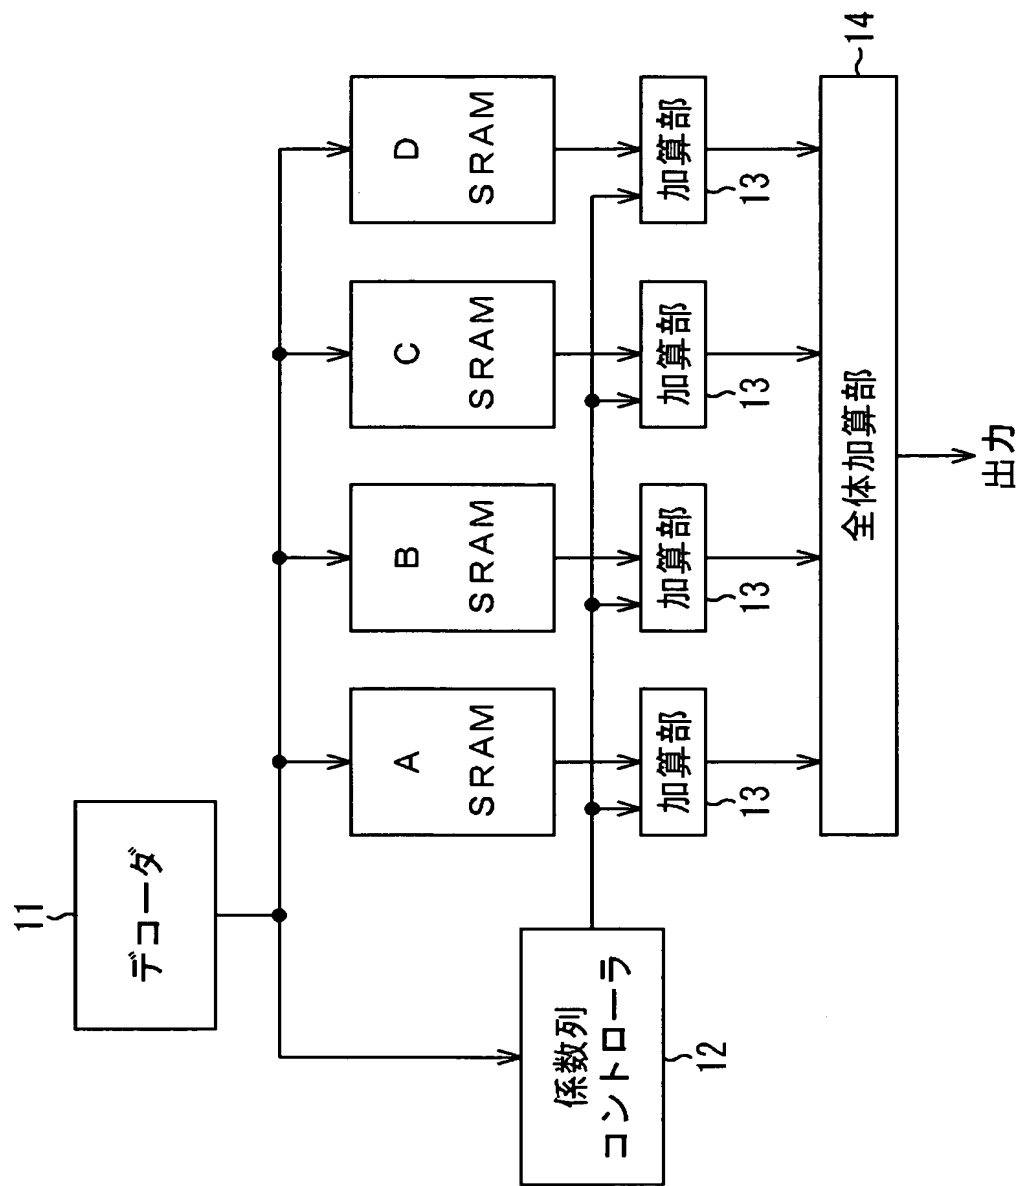 11
デコーダ
係数列
コントローラ
12
A
SRAM
B
SRAM
C
SRAM
D
SRAM
加算部
13
加算部
13
加算部
13
加算部
13
全体加算部
14
出力